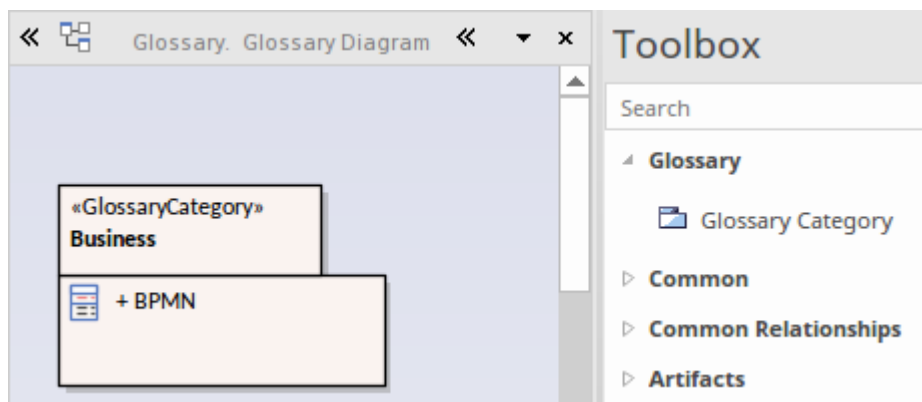 Glossary. Glossary Diagram
«GlossaryCategory»
Business
+ BPMN
Toolbox
Search
Glossary
Glossary Category
Common
Common Relationships
Artifacts